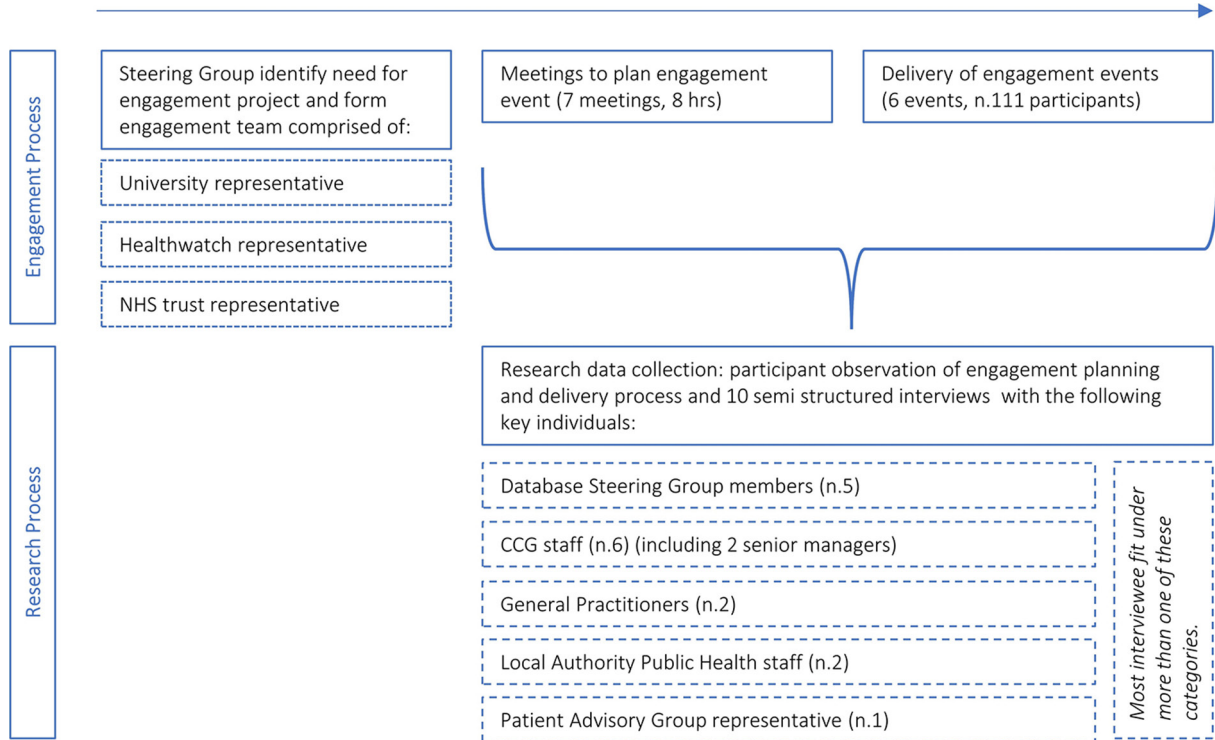 Engagement Process
Steering Group identify need for
engagement project and form
engagement team comprised of:
University representative
Healthwatch representative
NHS trust representative
Meetings to plan engagement
event (7 meetings, 8 hrs)
Delivery of engagement events
(6 events, n.111 participants)
Research Process
Research data collection: participant observation of engagement planning
and delivery process and 10 semi structured interviews  with the following
key individuals:
Database Steering Group members (n.5)
CCG staff (n.6) (including 2 senior managers)
General Practitioners (n.2)
Local Authority Public Health staff (n.2)
Patient Advisory Group representative (n.1)
Most interviewee fit under
more than one of these
categories.